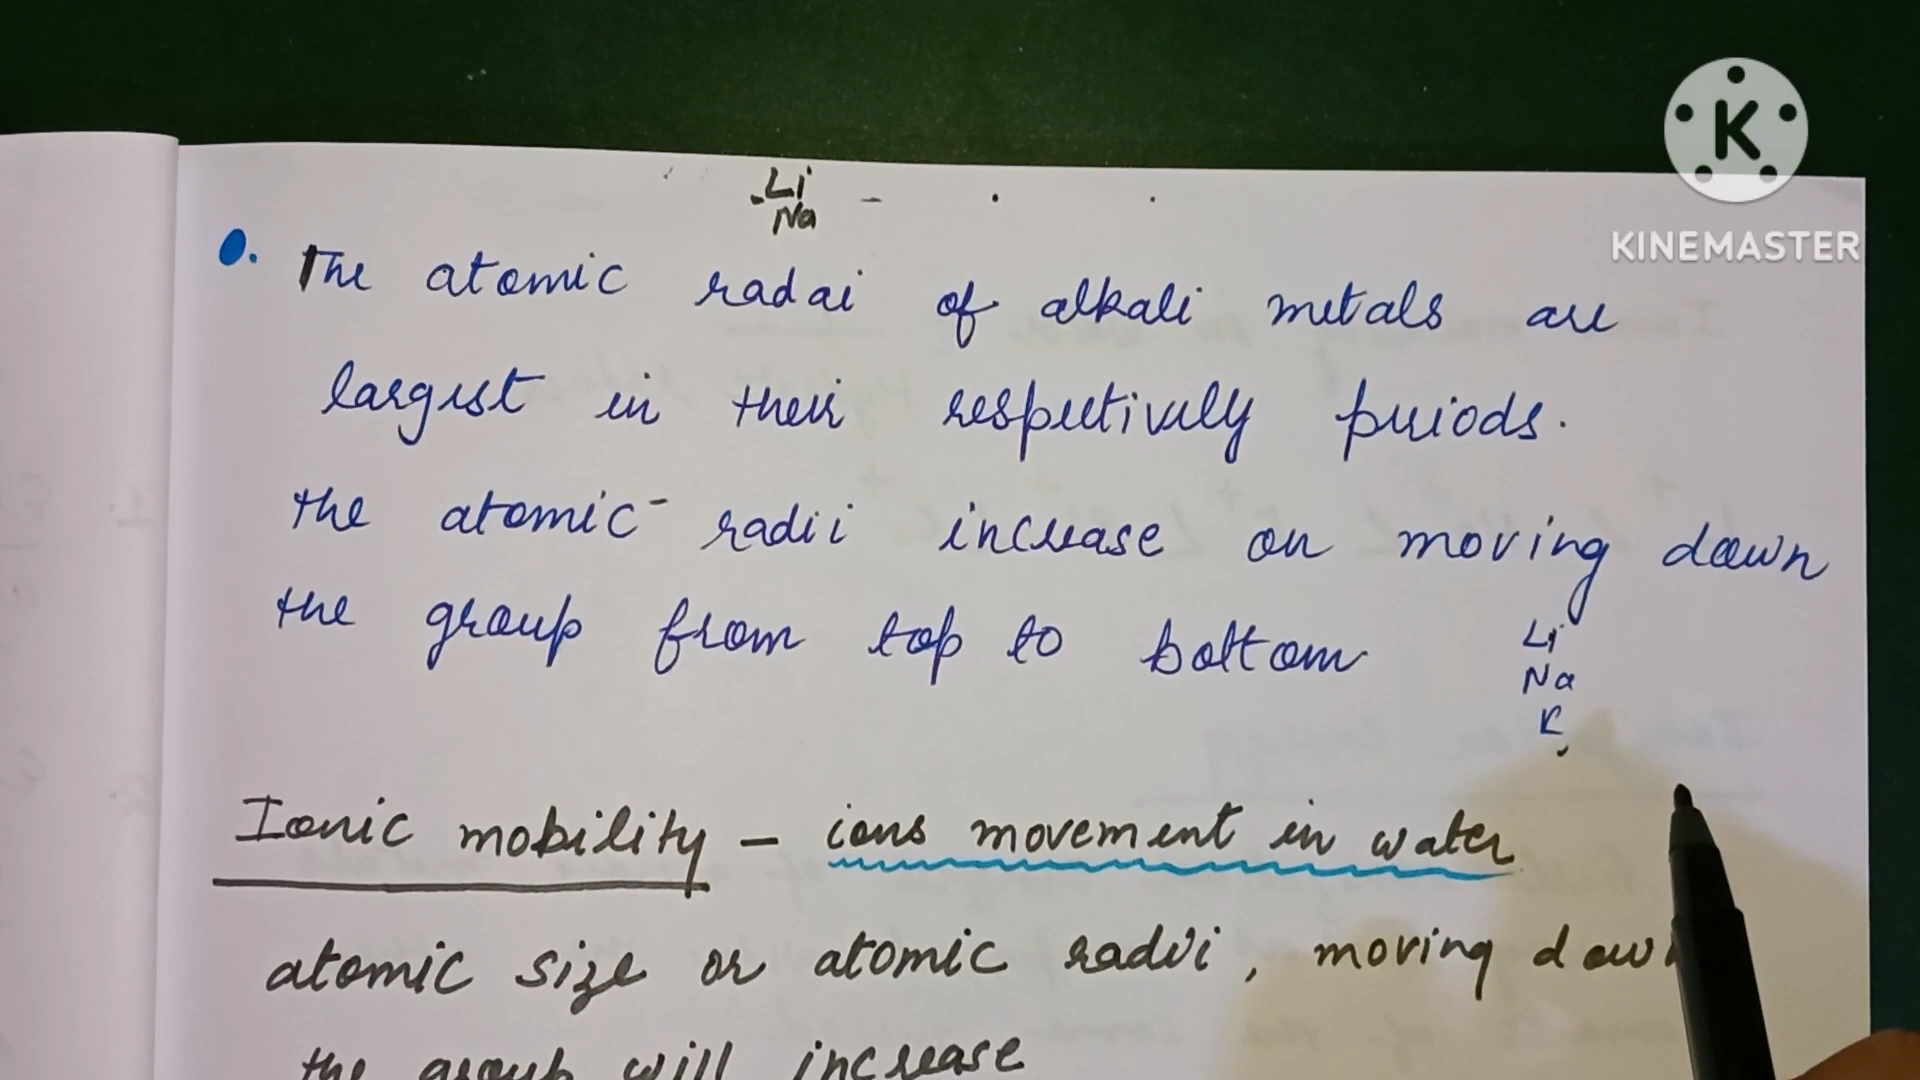 Li
Na
K
KINEMASTER
The atomic radai of alkali metals are
largest in their respectively periods.
the atomic radii increase on moving down
the group from top to bottom
Li
Na
K
Ionic mobility - ions movement in water
atomic size or atomic radii, moving down
the group will increase